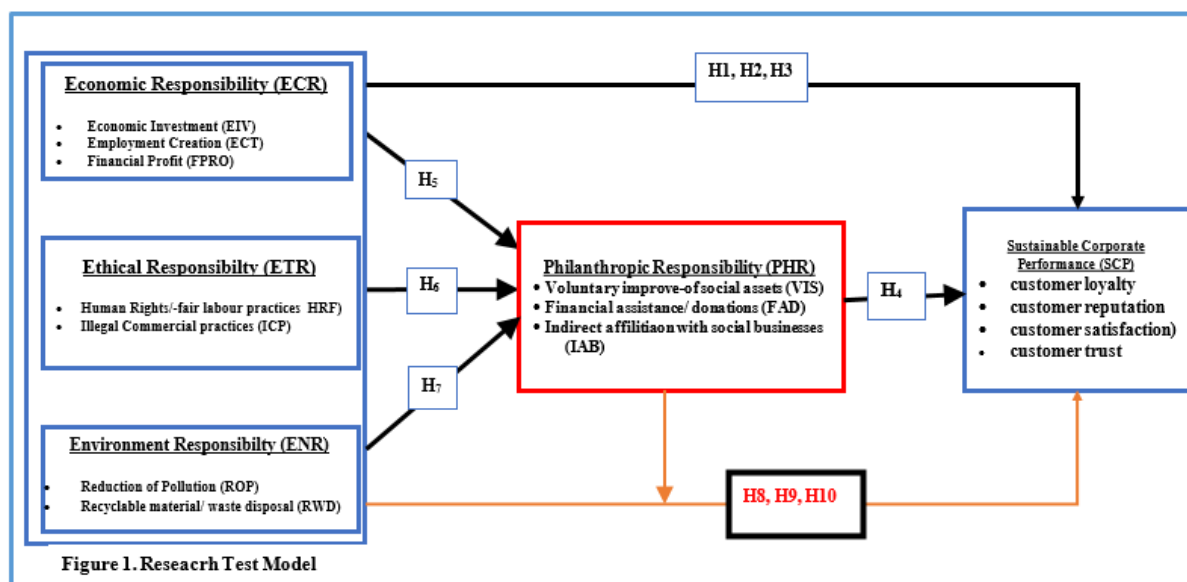 Economic Responsibility (ECR)
• Economic Investment (EIV)
• Employment Creation (ECT)
• Financial Profit (FPRO)
Ethical Responsibilty (ETR)
• Human Rights/-fair labour practices HRF)
• Illegal Commercial practices (ICP)
Environment Responsibilty (ENR)
• Reduction of Pollution (ROP)
• Recyclable material/ waste disposal (RWD)
H1, H2, H3
H5
H6
H7
Philanthropic Responsibility (PHR)
• Voluntary improve-of social assets (VIS)
• Financial assistance/ donations (FAD)
• Indirect affilitiaon with social businesses
(IAB)
H4
Sustainable Corporate
Performance (SCP)
• customer loyalty
• customer reputation
• customer satisfaction)
• customer trust
H8, H9, H10
Figure 1. Reseacrh Test Model